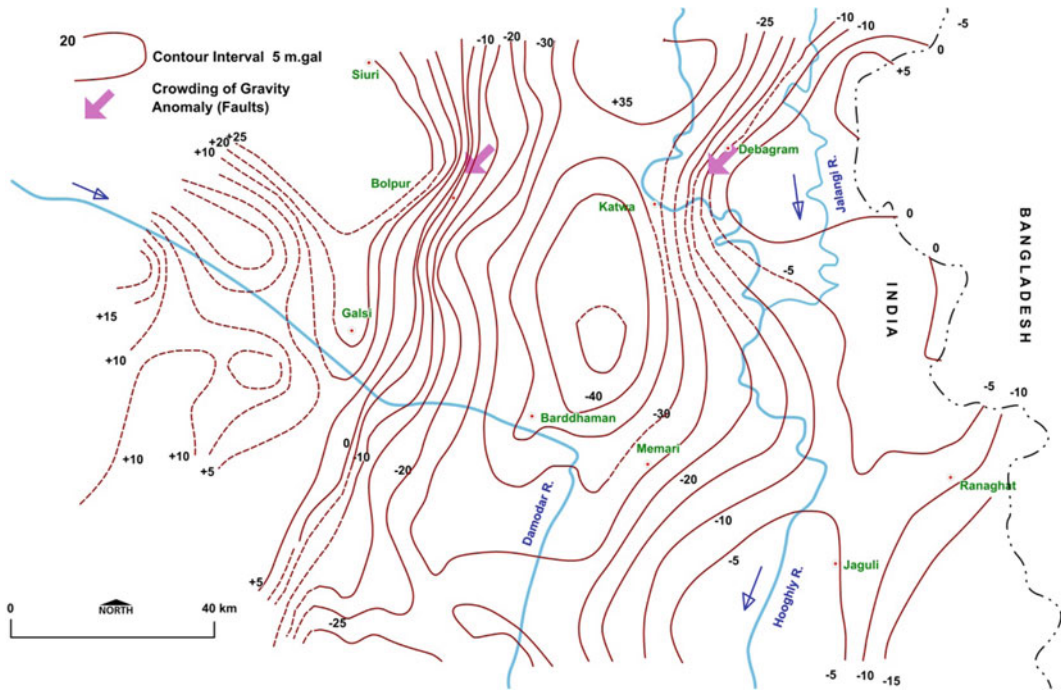 20
Contour Interval 5 m.gal
Crowding of Gravity
Anomaly (Faults)
-10 -20 -30
-25 -10 -10 -5
0
+5
Siuri
+35
+25
+20
+10
Bolpur
Debagram
Jalangi R.
Katwa
0
0
-5
BANGLADESH
INDIA
Galsi
+15
+10
-40
-30
-5 -10
Barddhaman
Memari
0
-10
-20
+10 +10 +5
-20
Ranaghat
Damodar R.
-10
-5
Jaguli
Hooghly R.
+5
-25
0 NORTH 40 km
-5 -10 -15